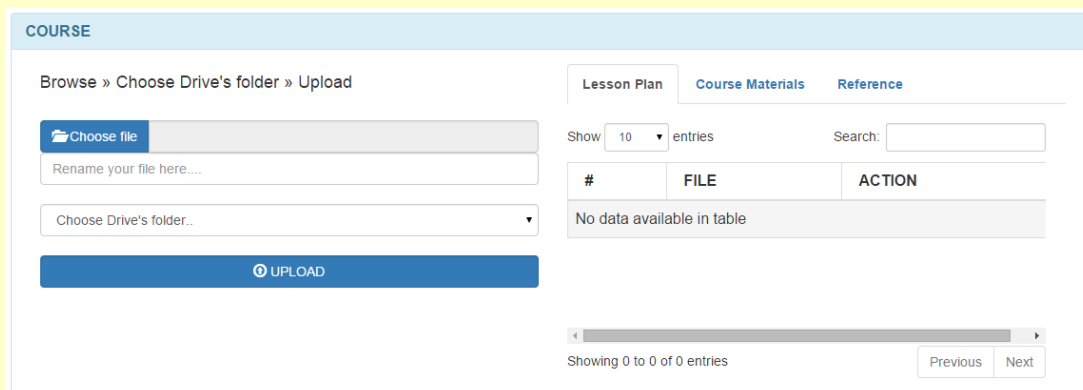 COURSE
Browse » Choose Drive's folder » Upload
Choose file
Rename your file here....
Choose Drive's folder..
UPLOAD
Lesson Plan Course Materials Reference
Show 10 entries Search:
# FILE ACTION
No data available in table
Showing 0 to 0 of 0 entries Previous Next